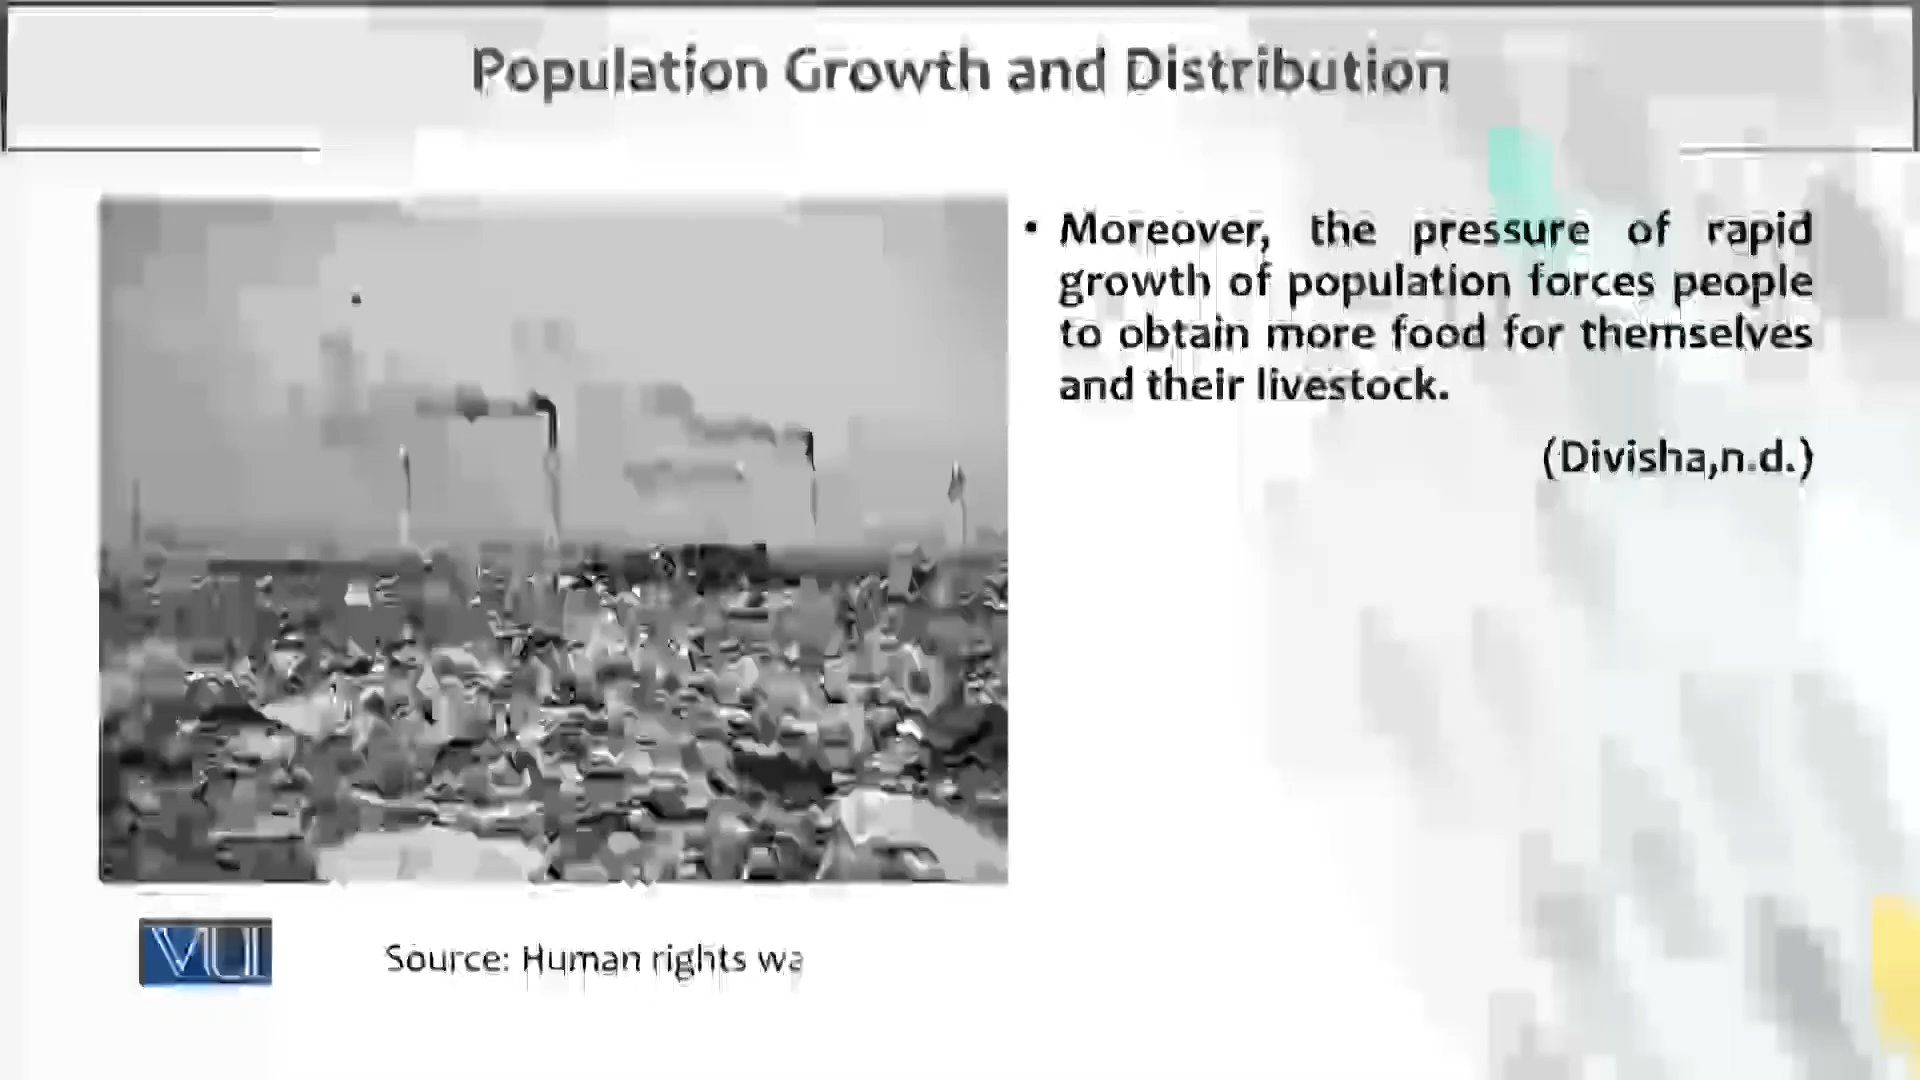 Population Growth and Distribution
• Moreover, the pressure of rapid
growth of population forces people
to obtain more food for themselves
and their livestock.
(Divisha,n.d.)
VU
Source: Human rights wa